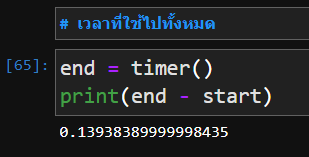 # เวลาที่ใช้ไปทั้งหมด
[65]:
end = timer()
print(end - start)
0.13938389999998435